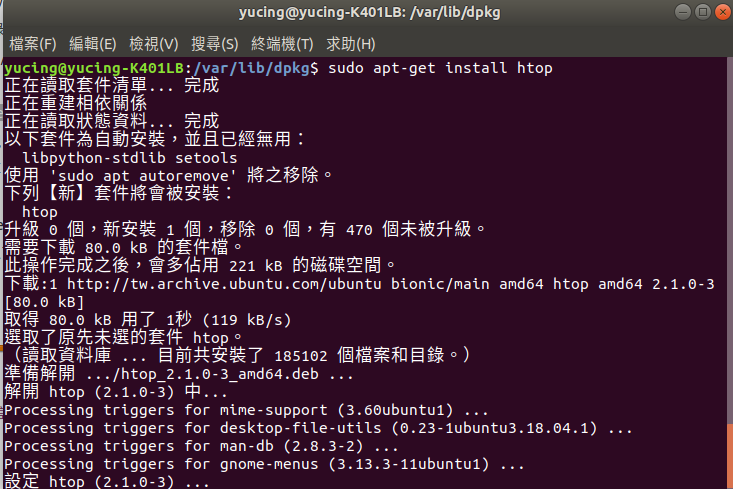 yucing@yucing-K401LB: /var/lib/dpkg
檔案(F) 編輯(E) 檢視(V) 搜尋(S) 終端機(T) 求助(H)
yucing@yucing-K401LB:/var/lib/dpkg$ sudo apt-get install htop
正在讀取套件清單... 完成
正在重建相依關係
正在讀取狀態資料... 完成
以下套件為自動安裝，並且已經無用：
libpython-stdlib setools
使用 'sudo apt autoremove' 將之移除。
下列【新】套件將會被安裝：
htop
升級 0 個，新安裝 1 個，移除 0 個，有 470 個未被升級。
需要下載 80.0 kB 的套件檔。
此操作完成之後，會多佔用 221 kB 的磁碟空間。
下載:1 http://tw.archive.ubuntu.com/ubuntu bionic/main amd64 htop amd64 2.1.0-3
[80.0 kB]
取得 80.0 kB 用了 1秒 (119 kB/s)
選取了原先未選的套件 htop。
（讀取資料庫 ... 目前共安裝了 185102 個檔案和目錄。）
準備解開 .../htop_2.1.0-3_amd64.deb ...
解開 htop (2.1.0-3) 中...
Processing triggers for mime-support (3.60ubuntu1) ...
Processing triggers for desktop-file-utils (0.23-1ubuntu3.18.04.1) ...
Processing triggers for man-db (2.8.3-2) ...
Processing triggers for gnome-menus (3.13.3-11ubuntu1) ...
設定 htop (2.1.0-3) ...